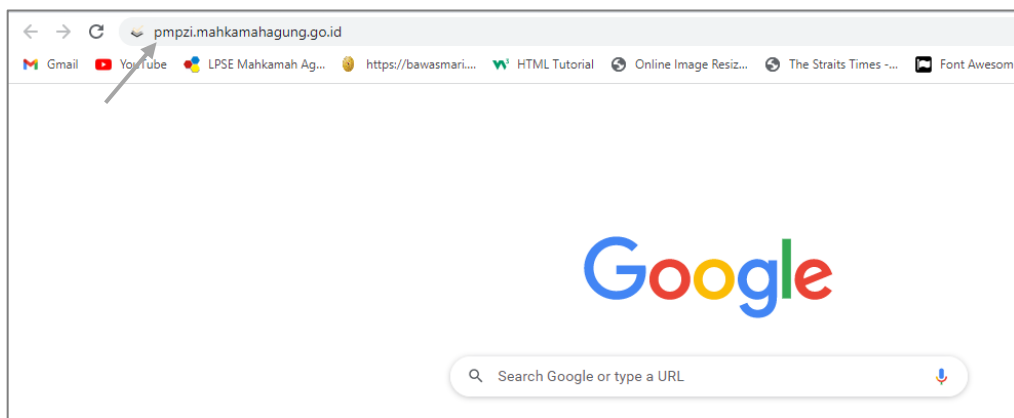 pmpzi.mahkamahagung.go.id
Gmail YouTube LPSE Mahkamah Ag... https://bawasmari.... HTML Tutorial Online Image Resiz... The Straits Times -... Font Awesom
Google
Search Google or type a URL